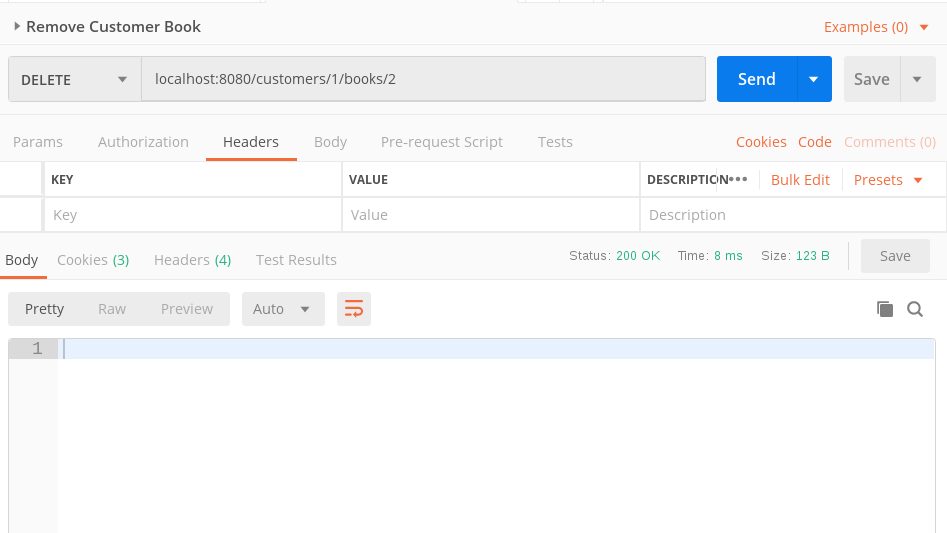 Remove Customer Book Examples (0)
DELETE localhost:8080/customers/1/books/2 Send Save
Params Authorization Headers Body Pre-request Script Tests Cookies Code Comments (0)
KEY VALUE DESCRIPTION ••• Bulk Edit Presets
Key Value Description
Body Cookies (3) Headers (4) Test Results Status: 200 OK Time: 8 ms Size: 123 B Save
Pretty Raw Preview Auto
1